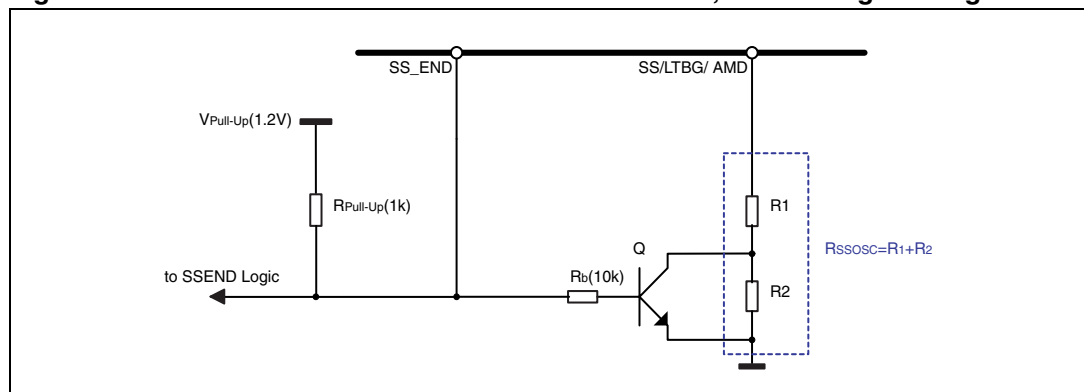 SS_END
SS/LTBG/ AMD
VPull-Up(1.2V)
RPull-Up(1k)
R1
Q
RSSOSC=R1+R2
to SSEND Logic
Rb(10k)
R2